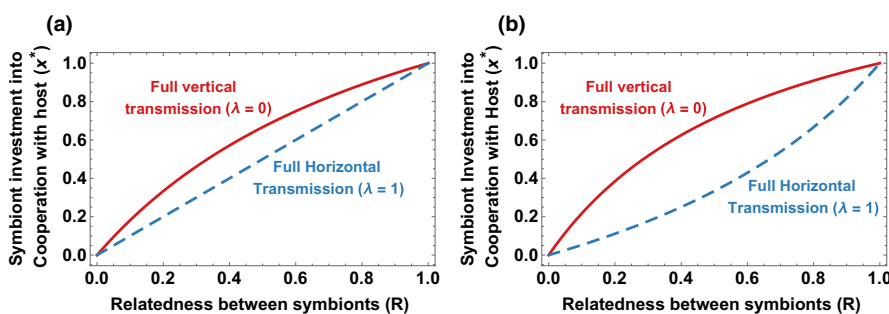 (a)
Symbiont investment into
Cooperation with host (x*)
1.0
0.8
0.6
0.4
0.2
0.0
Full vertical
transmission (λ = 0)
Full Horizontal
Transmission (λ = 1)
0.0 0.2 0.4 0.6 0.8 1.0
Relatedness between symbionts (R)
(b)
Symbiont Investment into
Cooperation with Host (x*)
1.0
0.8
0.6
0.4
0.2
0.0
Full vertical
transmission (λ = 0)
Full Horizontal
Transmission (λ = 1)
0.0 0.2 0.4 0.6 0.8 1.0
Relatedness between symbionts (R)